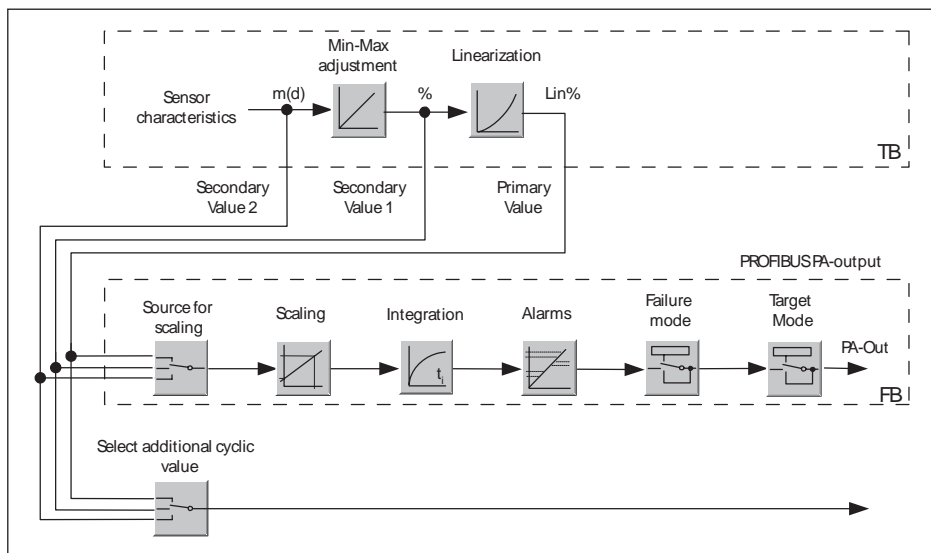 Min-Max
adjustment
Linearization
Sensor
characteristics
m(d)
%
Lin%
TB
Secondary
Value 2
Secondary
Value 1
Primary
Value
PROFIBUS PA-output
Source for
scaling
Scaling
Integration
Alarms
Failure
mode
Target
Mode
ti
PA-Out
FB
Select additional cyclic
value